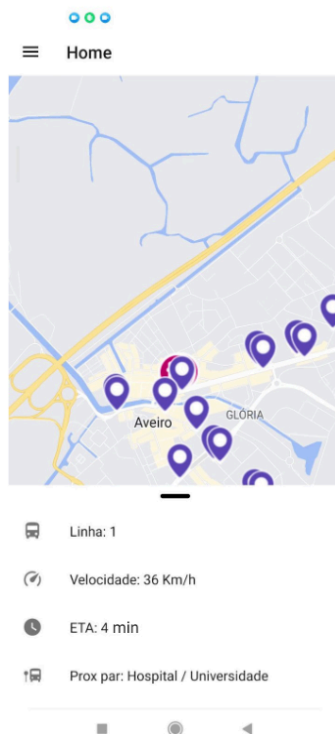 Home
Aveiro
GLÓRIA
Linha: 1
Velocidade: 36 Km/h
ETA: 4 min
Prox par: Hospital / Universidade